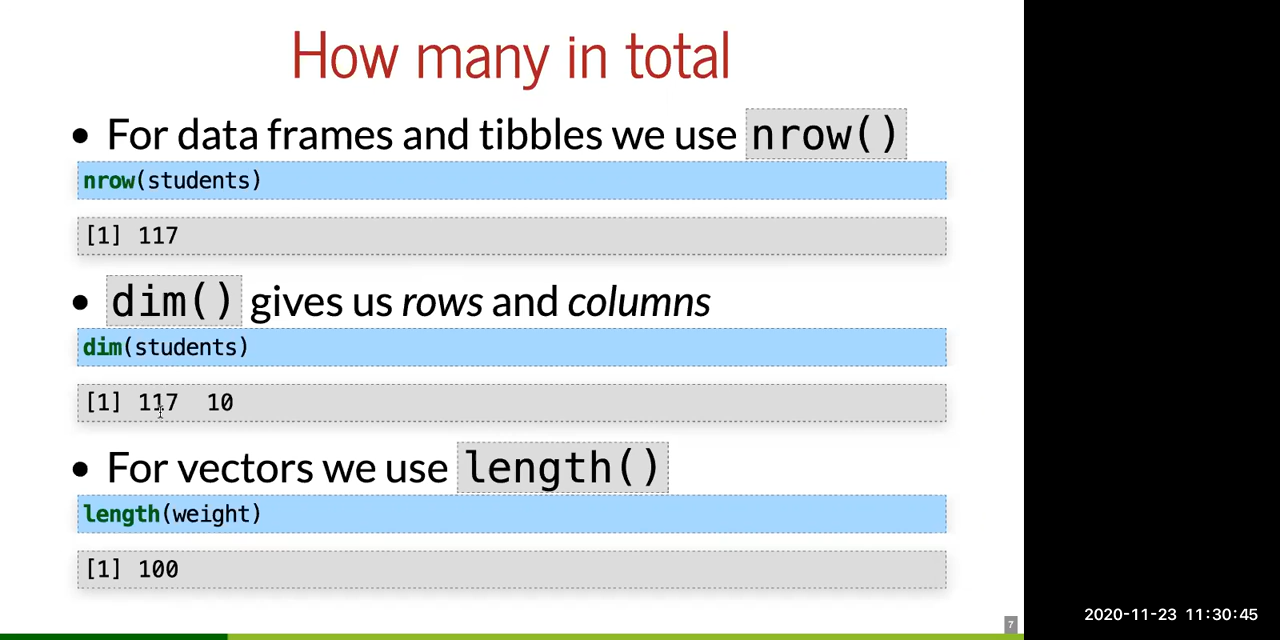 How many in total
• For data frames and tibbles we use nrow()
nrow(students)
[1] 117
• dim() gives us rows and columns
dim(students)
[1] 117  10
• For vectors we use length()
length(weight)
[1] 100
7
2020-11-23 11:30:45